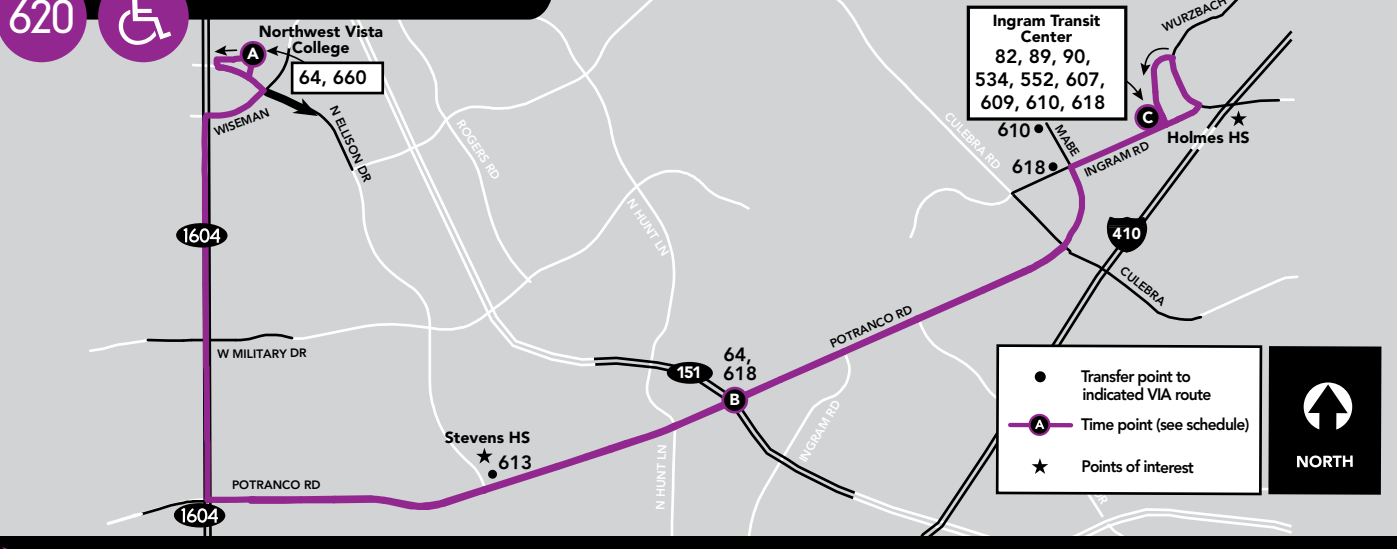 620
Northwest Vista
College
A
64, 660
WISEMAN
N ELLISON DR
ROGERS RD
N HUNT LN
CULEBRA RD
Ingram Transit
Center
82, 89, 90,
534, 552, 607,
609, 610, 618
WURZBACH
C
Holmes HS
610
MABE
618
INGRAM RD
1604
410
CULEBRA
W MILITARY DR
POTRANCO RD
64,
618
151
B
INGRAM RD
Stevens HS
613
N HUNT LN
POTRANCO RD
1604
Transfer point to
indicated VIA route
A
Time point (see schedule)
Points of interest
NORTH